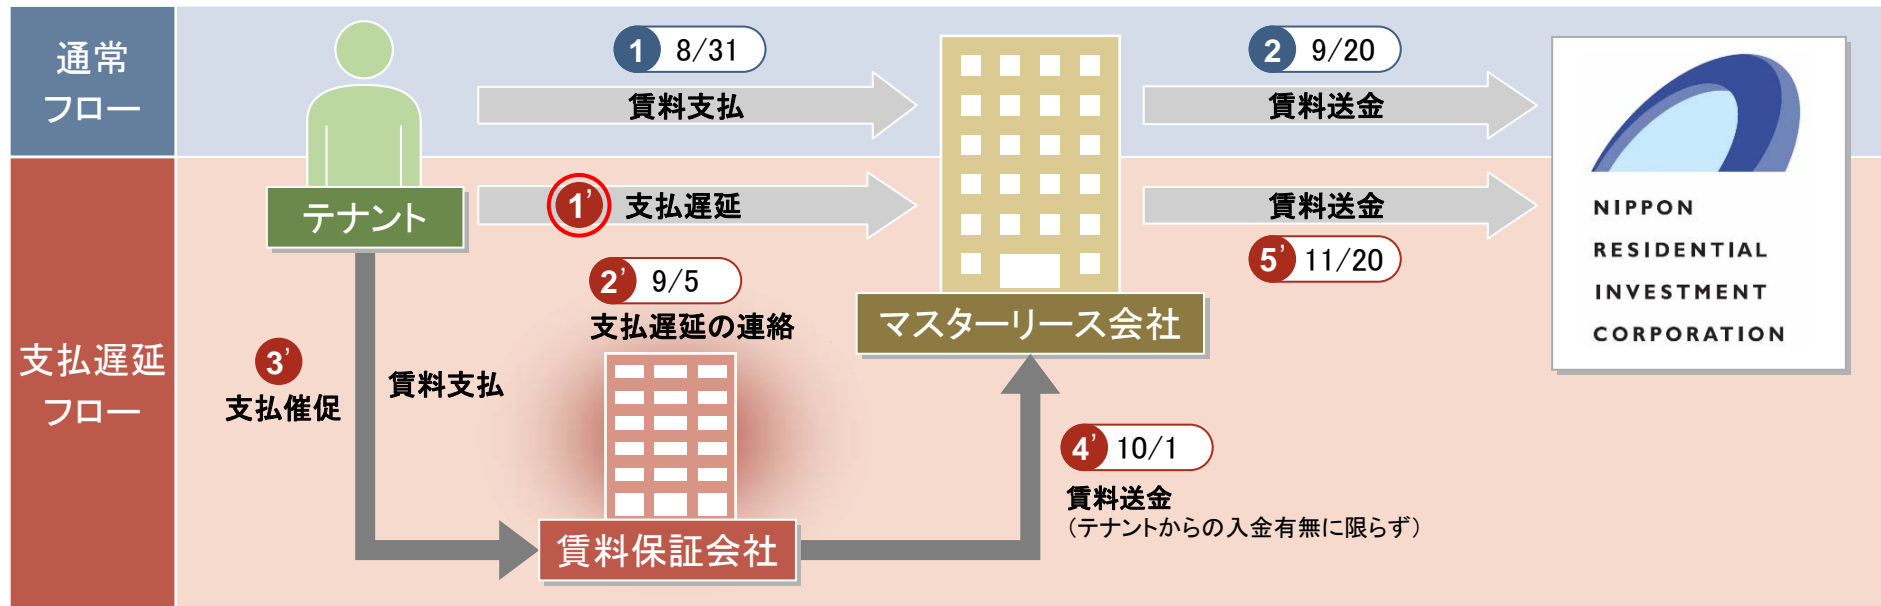 通常
フロー
1 8/31
賃料支払
2 9/20
賃料送金
NIPPON
RESIDENTIAL
INVESTMENT
CORPORATION
支払遅延
フロー
テナント
1’ 支払遅延
2’ 9/5
支払遅延の連絡
マスターリース会社
賃料送金
5’ 11/20
3’
支払催促
賃料支払
賃料保証会社
4’ 10/1
賃料送金
（テナントからの入金有無に限らず）